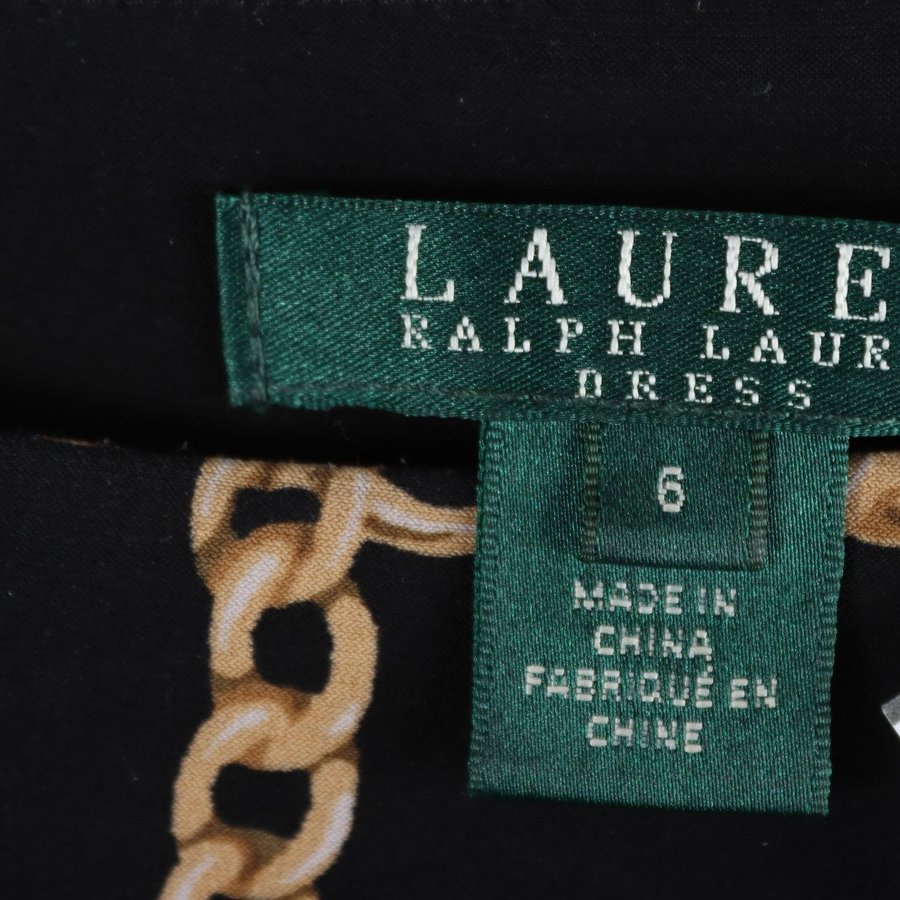 LAURE
RALPH LAUR
DRESS
6
MADE IN
CHINA
FABRIQUÉ EN
CHINE